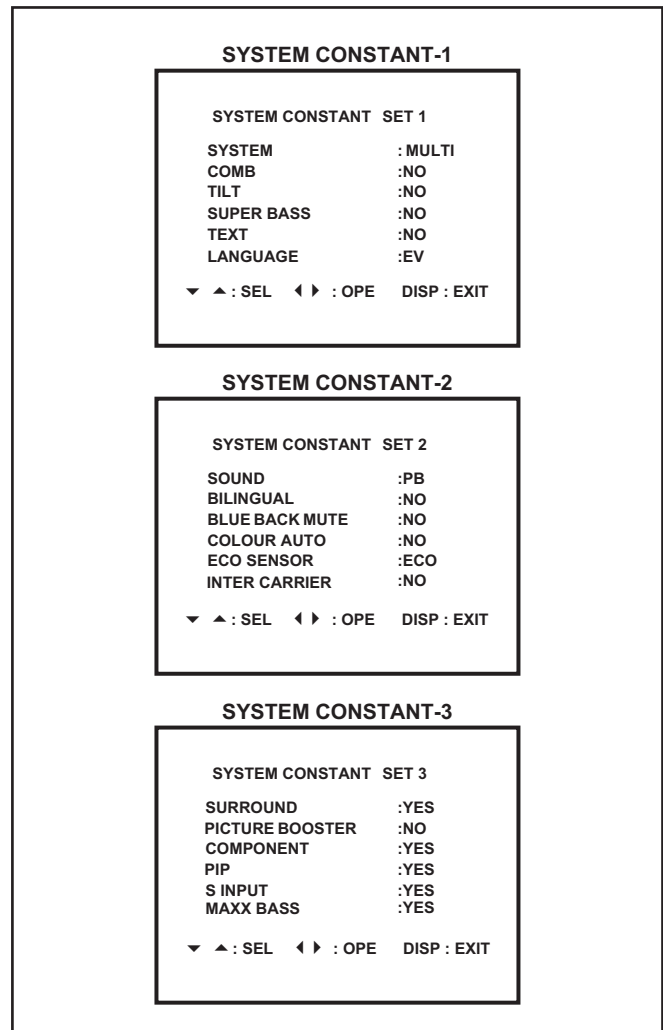 SYSTEM CONSTANT-1
SYSTEM CONSTANT SET 1
SYSTEM : MULTI
COMB :NO
TILT :NO
SUPER BASS :NO
TEXT :NO
LANGUAGE :EV
▼ ▲ : SEL ◀ ▶ : OPE DISP : EXIT
SYSTEM CONSTANT-2
SYSTEM CONSTANT SET 2
SOUND :PB
BILINGUAL :NO
BLUE BACK MUTE :NO
COLOUR AUTO :NO
ECO SENSOR :ECO
INTER CARRIER :NO
▼ ▲ : SEL ◀ ▶ : OPE DISP : EXIT
SYSTEM CONSTANT-3
SYSTEM CONSTANT SET 3
SURROUND :YES
PICTURE BOOSTER :NO
COMPONENT :YES
PIP :YES
S INPUT :YES
MAXX BASS :YES
▼ ▲ : SEL ◀ ▶ : OPE DISP : EXIT